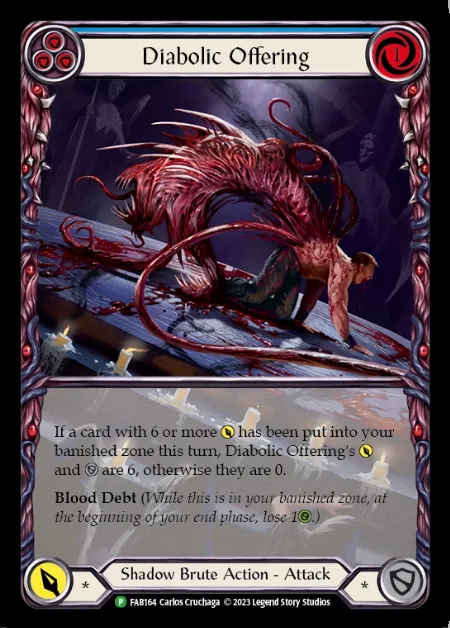 Diabolic Offering
1
If a card with 6 or more has been put into your
banished zone this turn, Diabolic Offering's
and are 6, otherwise they are 0.
Blood Debt (While this is in your banished zone, at
the beginning of your end phase, lose 1 .)
* Shadow Brute Action - Attack *
P FAB164 Carlos Cruchaga © 2023 Legend Story Studios